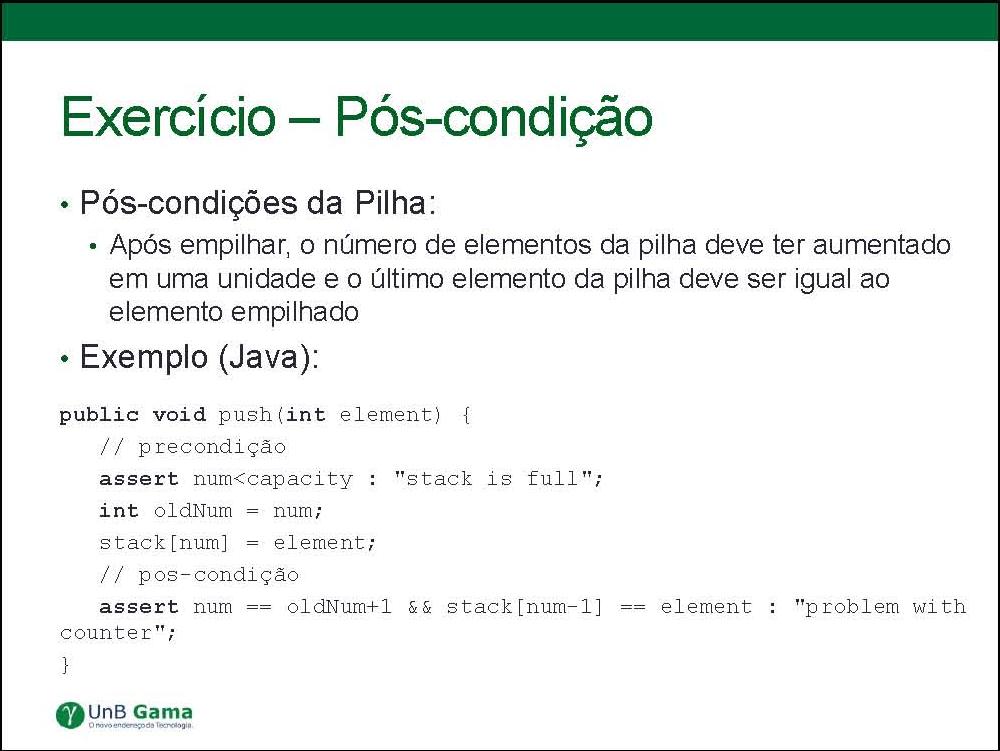 Exercício – Pós-condição
• Pós-condições da Pilha:
• Após empilhar, o número de elementos da pilha deve ter aumentado
em uma unidade e o último elemento da pilha deve ser igual ao
elemento empilhado
• Exemplo (Java):
public void push(int element) {
// precondição
assert num<capacity : "stack is full";
int oldNum = num;
stack[num] = element;
// pos-condição
assert num == oldNum+1 && stack[num-1] == element : "problem with
counter";
}
UnB Gama
O novo endereço da Tecnologia.